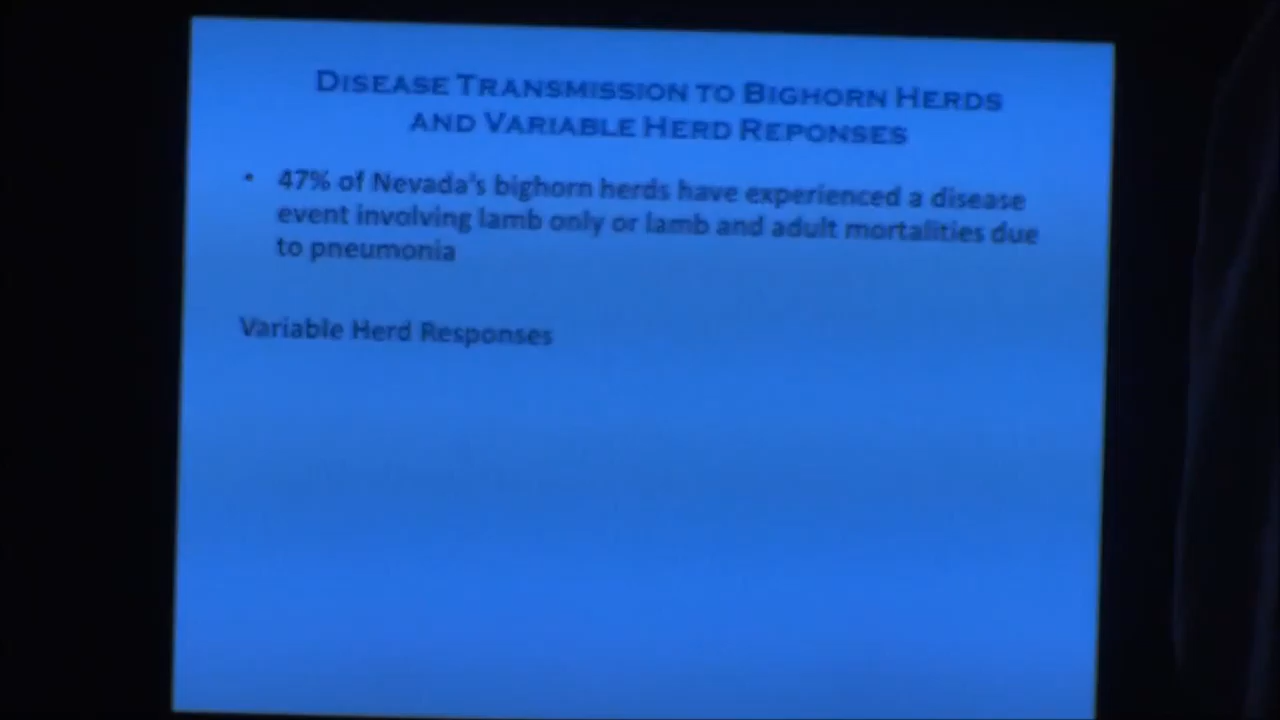 DISEASE TRANSMISSION TO BIGHORN HERDS
AND VARIABLE HERD REPONSES
• 47% of Nevada's bighorn herds have experienced a disease
event involving lamb only or lamb and adult mortalities due
to pneumonia
Variable Herd Responses